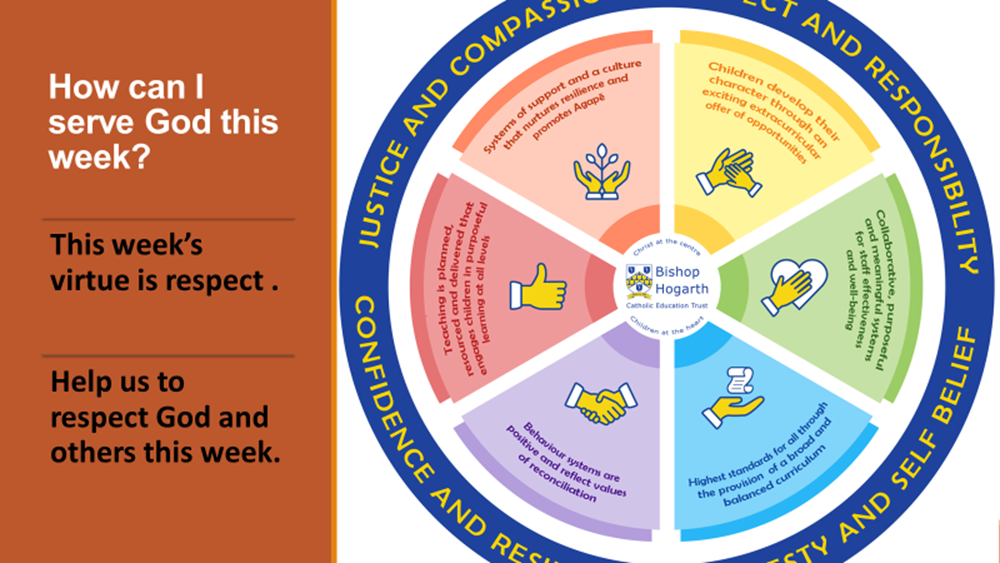 How can I
serve God this
week?
This week's
virtue is respect .
Help us to
respect God and
others this week.
JUSTICE AND COMPASSIO
ECT AND RESPONSIBILITY
STY AND SELF BELIEF
CONFIDENCE AND RESI
Systems of support and a culture
that nurtures resilience and
promotes Agapē
Children develop their
character through an
exciting extracurricular
offer of opportunities
Collaborative, purposeful
and meaningful systems
for staff effectiveness
and well-being
Highest standards for all through
the provision of a broad and
balanced curriculum
Behaviour systems are
positive and reflect values
of reconciliation
Teaching is planned,
resourced and delivered that
engages children in purposeful
learning at all levels
Christ at the centre
Bishop
Hogarth
Catholic Education Trust
Children at the heart